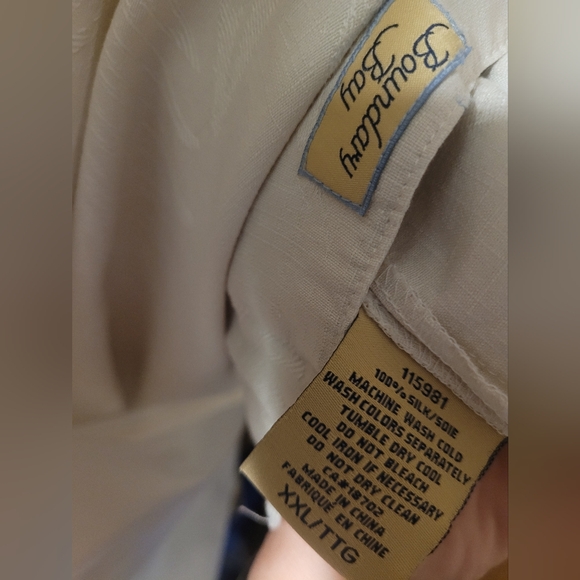 Boundary
Bay
115981
100% SILK/SOIE
MACHINE WASH COLD
WASH COLORS SEPARATELY
TUMBLE DRY COOL
DO NOT BLEACH
COOL IRON IF NECESSARY
DO NOT DRY CLEAN
CA#18702
MADE IN CHINA
FABRIQUE EN CHINE
XXL/TTG